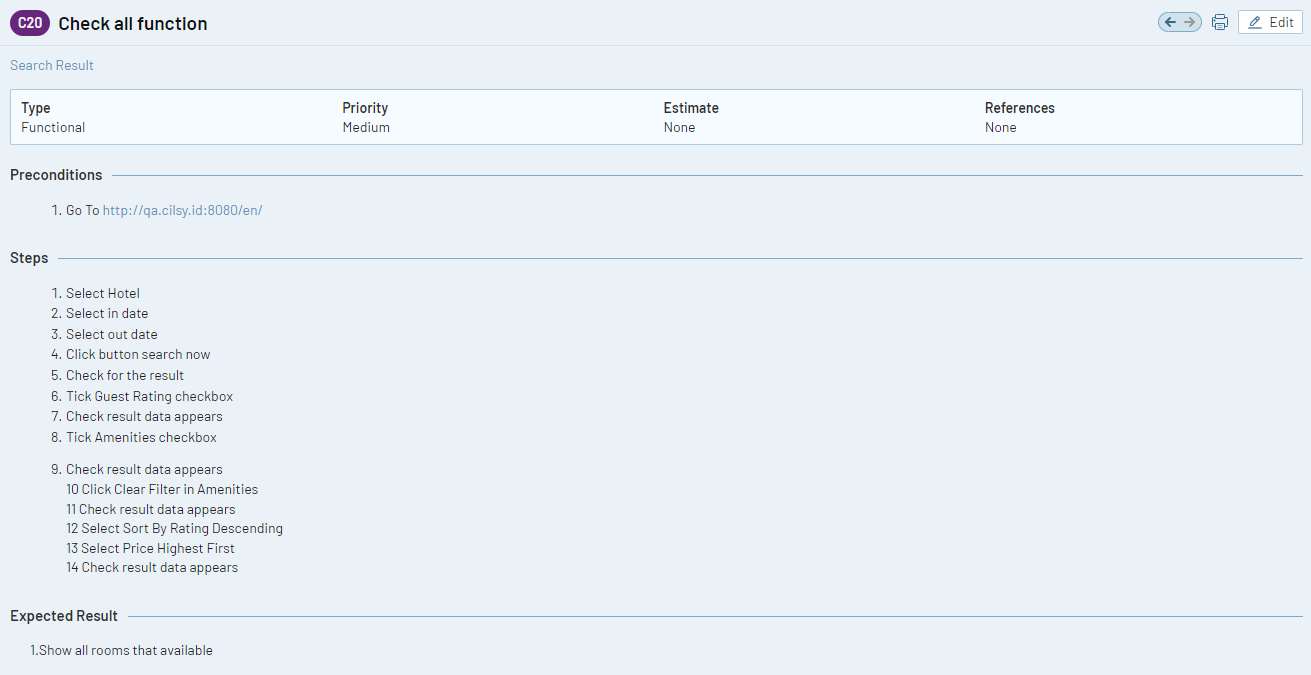 C20 Check all function
Edit
Search Result
Type Priority Estimate References
Functional Medium None None
Preconditions
1. Go To http://qa.cilsy.id:8080/en/
Steps
1. Select Hotel
2. Select in date
3. Select out date
4. Click button search now
5. Check for the result
6. Tick Guest Rating checkbox
7. Check result data appears
8. Tick Amenities checkbox
9. Check result data appears
10 Click Clear Filter in Amenities
11 Check result data appears
12 Select Sort By Rating Descending
13 Select Price Highest First
14 Check result data appears
Expected Result
1.Show all rooms that available